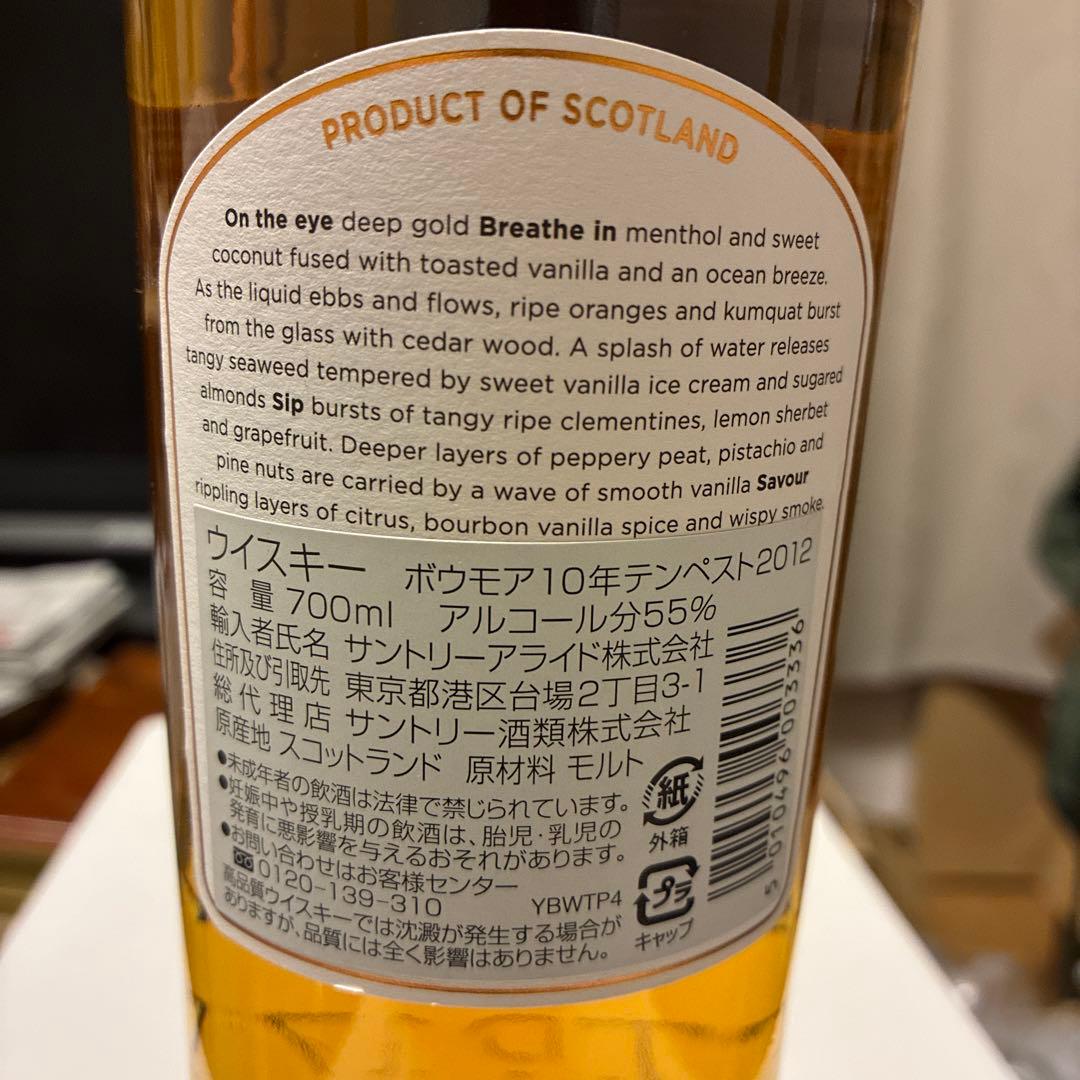 PRODUCT OF SCOTLAND
On the eye deep gold Breathe in menthol and sweet
coconut fused with toasted vanilla and an ocean breeze.
As the liquid ebbs and flows, ripe oranges and kumquat burst
from the glass with cedar wood. A splash of water releases
tangy seaweed tempered by sweet vanilla ice cream and sugared
almonds Sip bursts of tangy ripe clementines, lemon sherbet
and grapefruit. Deeper layers of peppery peat, pistachio and
pine nuts are carried by a wave of smooth vanilla Savour
rippling layers of citrus, bourbon vanilla spice and wispy smoke.
ウイスキー ボウモア10年テンペスト2012
容量 700ml アルコール分55%
輸入者氏名 サントリーアライド株式会社
住所及び引取先 東京都港区台場2丁目3-1
総代理店 サントリー酒類株式会社
原産地 スコットランド 原材料 モルト
●未成年者の飲酒は法律で禁じられています。
●妊娠中や授乳期の飲酒は、胎児・乳児の
発育に悪影響を与えるおそれがあります。
●お問い合わせはお客様センター
0120-139-310 YBWTP4
高品質ウイスキーでは沈澱が発生する場合が
ありますが、品質には全く影響はありません。
紙
外箱
プラ
キャップ
5 010496 003336